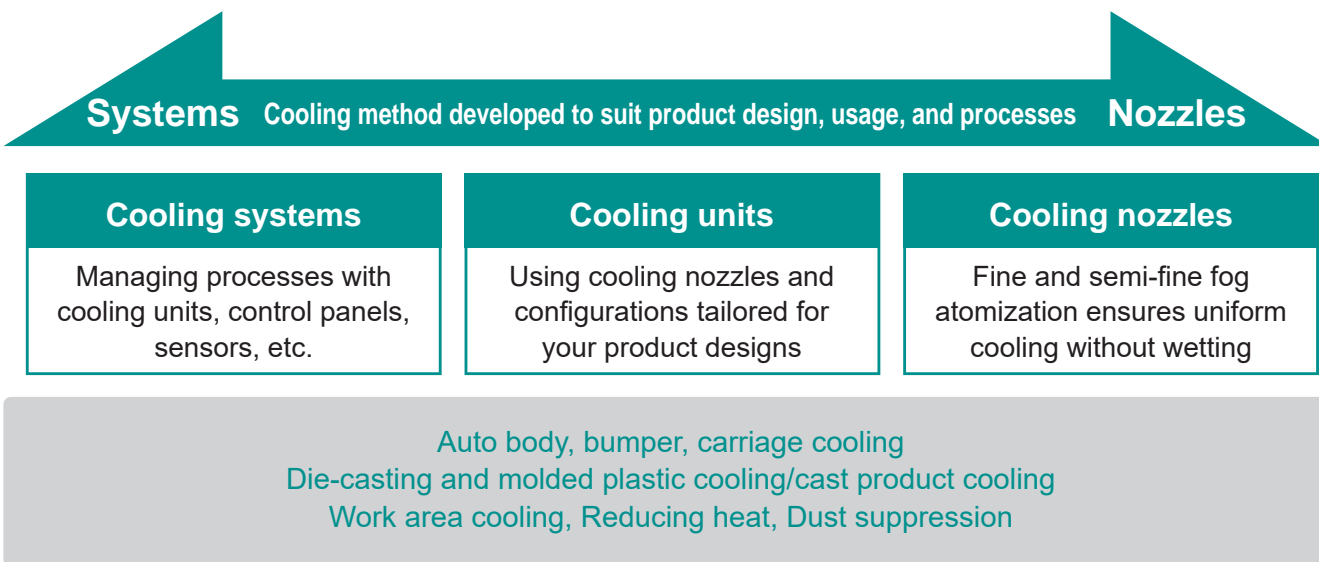 Systems Cooling method developed to suit product design, usage, and processes Nozzles
Cooling systems
Managing processes with
cooling units, control panels,
sensors, etc.
Cooling units
Using cooling nozzles and
configurations tailored for
your product designs
Cooling nozzles
Fine and semi-fine fog
atomization ensures uniform
cooling without wetting
Auto body, bumper, carriage cooling
Die-casting and molded plastic cooling/cast product cooling
Work area cooling, Reducing heat, Dust suppression